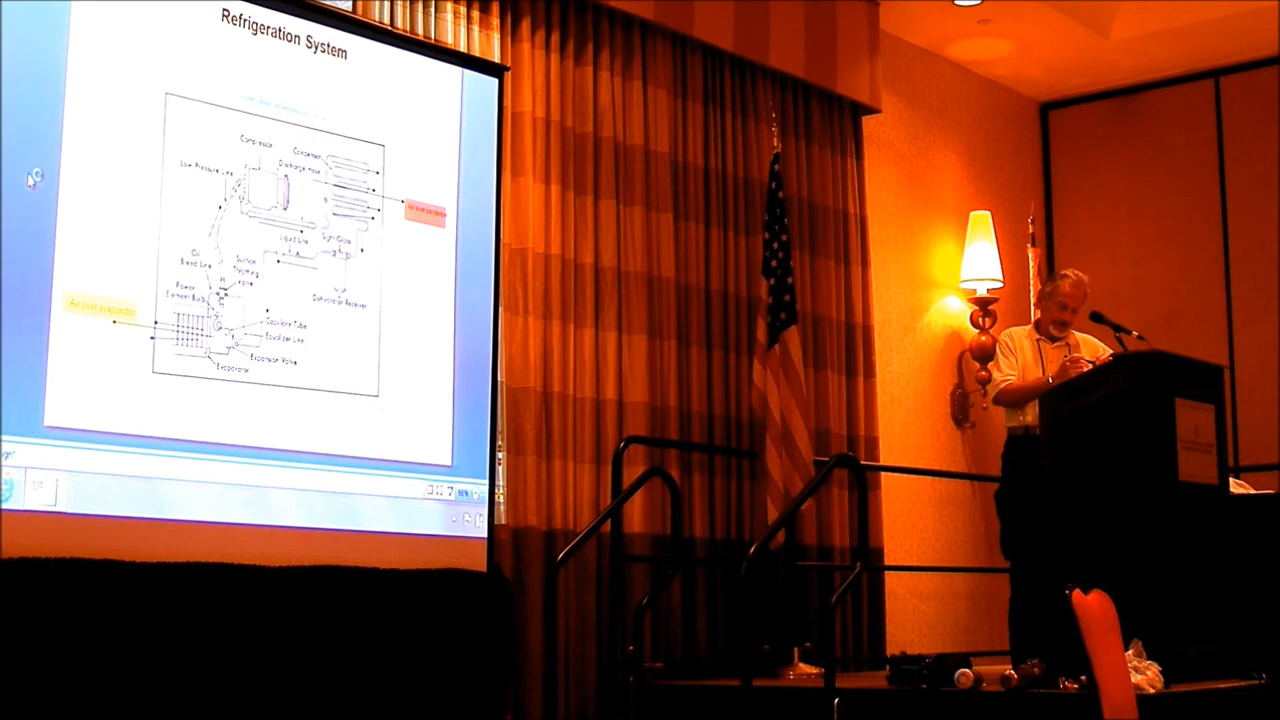 Refrigeration System
Compressor
Condenser
Discharge Hose
Low Pressure Line
Air over condenser
Liquid Line
Sight Glass
Oil
Bleed Line
Suction
Throttling
Valve
Power
Element Bulb
Dehydrator Receiver
Air over evaporator
Capillary Tube
Equalizer Line
Expansion Valve
Evaporator
66%